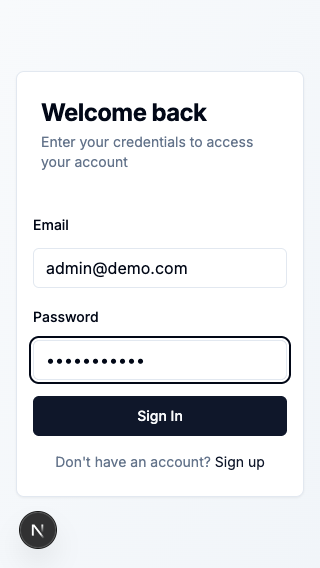 Welcome back
Enter your credentials to access
your account
Email
admin@demo.com
Password
•••••••••••
Sign In
Don't have an account? Sign up
N